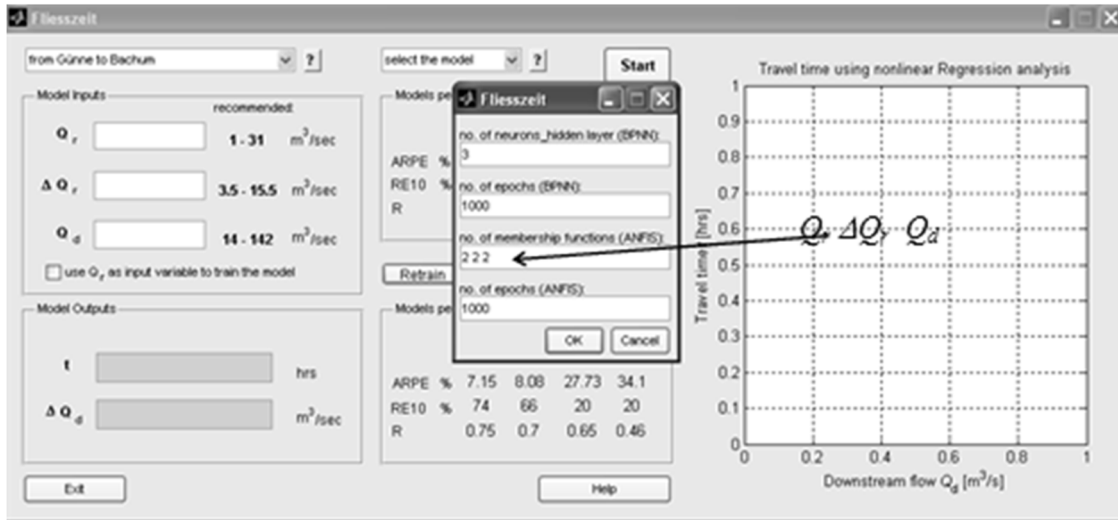 Fliesszeit
from Günne to Bachum
?
select the model
?
Start
Model Inputs
recommended:
Q r
1 - 31 m³/sec
Δ Q r
3.5 - 15.5 m³/sec
Q d
14 - 142 m³/sec
use Q r as input variable to train the model
Model Outputs
t
hrs
Δ Q d
m³/sec
Exit
Models pe
ARPE %
RE10 %
R
Retrain
Models pe
ARPE % 7.15 8.08 27.73 34.1
RE10 % 74 66 20 20
R 0.75 0.7 0.65 0.46
Help
Fliesszeit
no. of neurons_hidden layer (BPNN):
3
no. of epochs (BPNN):
1000
no. of membership functions (ANFIS):
2 2 2
no. of epochs (ANFIS):
1000
OK Cancel
Travel time using nonlinear Regression analysis
Travel time t [hrs]
1
0.9
0.8
0.7
0.6
0.5
0.4
0.3
0.2
0.1
0
Q r ΔQ r Q d
0 0.2 0.4 0.6 0.8 1
Downstream flow Q d [m³/s]